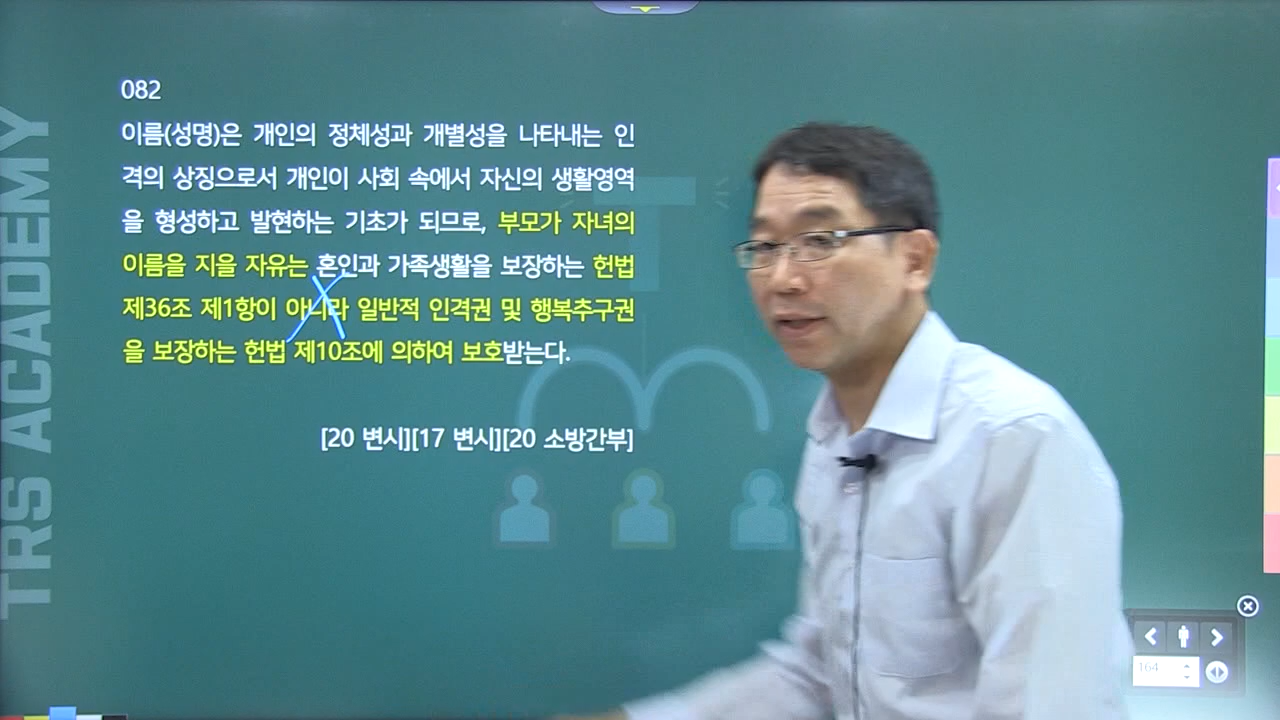 TRS ACADEMY
082
이름(성명)은 개인의 정체성과 개별성을 나타내는 인
격의 상징으로서 개인이 사회 속에서 자신의 생활영역
을 형성하고 발현하는 기초가 되므로, 부모가 자녀의
이름을 지을 자유는 혼인과 가족생활을 보장하는 헌법
제36조 제1항이 아니라 일반적 인격권 및 행복추구권
을 보장하는 헌법 제10조에 의하여 보호받는다.
[20 변시][17 변시][20 소방간부]
164